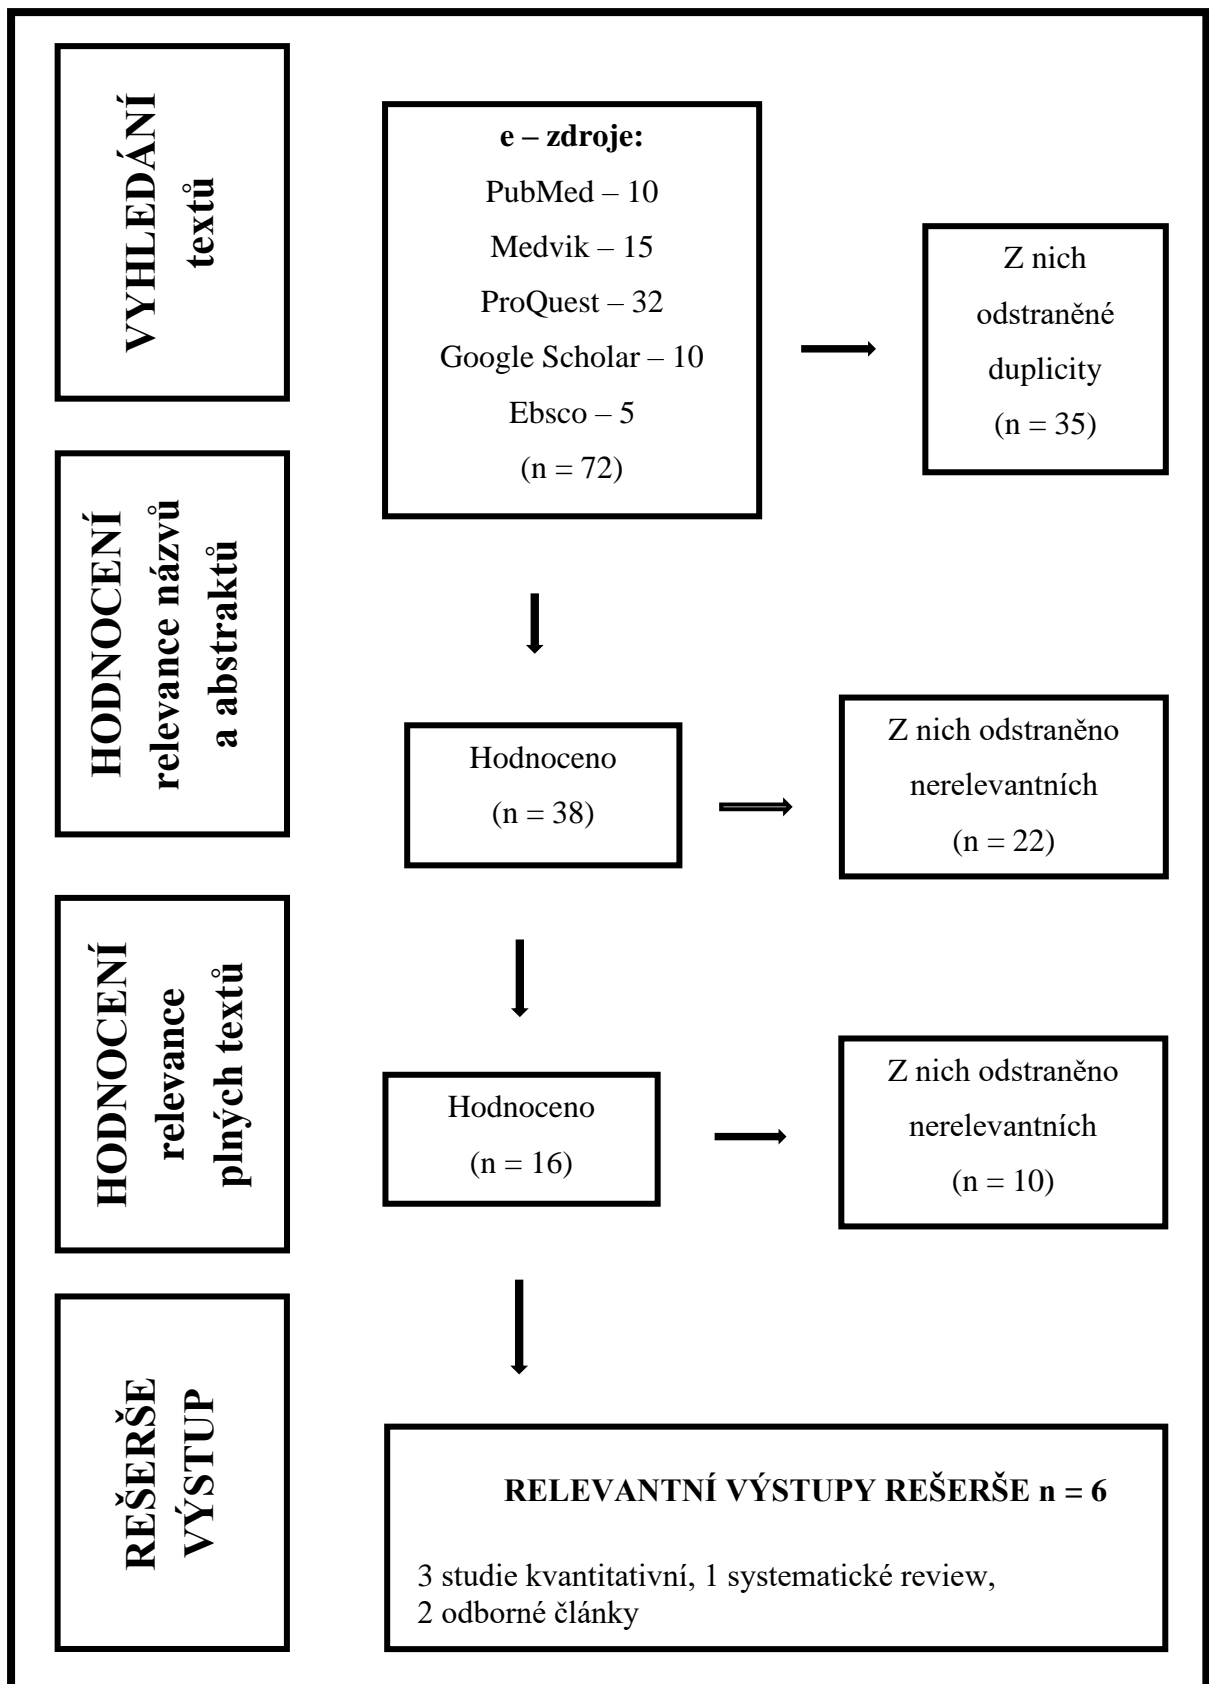 VYHLEDÁNÍ
textů
e – zdroje:
PubMed – 10
Medvik – 15
ProQuest – 32
Google Scholar – 10
Ebsco – 5
(n = 72)
Z nich
odstraněné
duplicity
(n = 35)
HODNOCENÍ
relevance názvů
a abstraktů
Hodnoceno
(n = 38)
Z nich odstraněno
nerelevantních
(n = 22)
HODNOCENÍ
relevance
plných textů
Hodnoceno
(n = 16)
Z nich odstraněno
nerelevantních
(n = 10)
REŠERŠE
VÝSTUP
RELEVANTNÍ VÝSTUPY REŠERŠE n = 6
3 studie kvantitativní, 1 systematické review,
2 odborné články